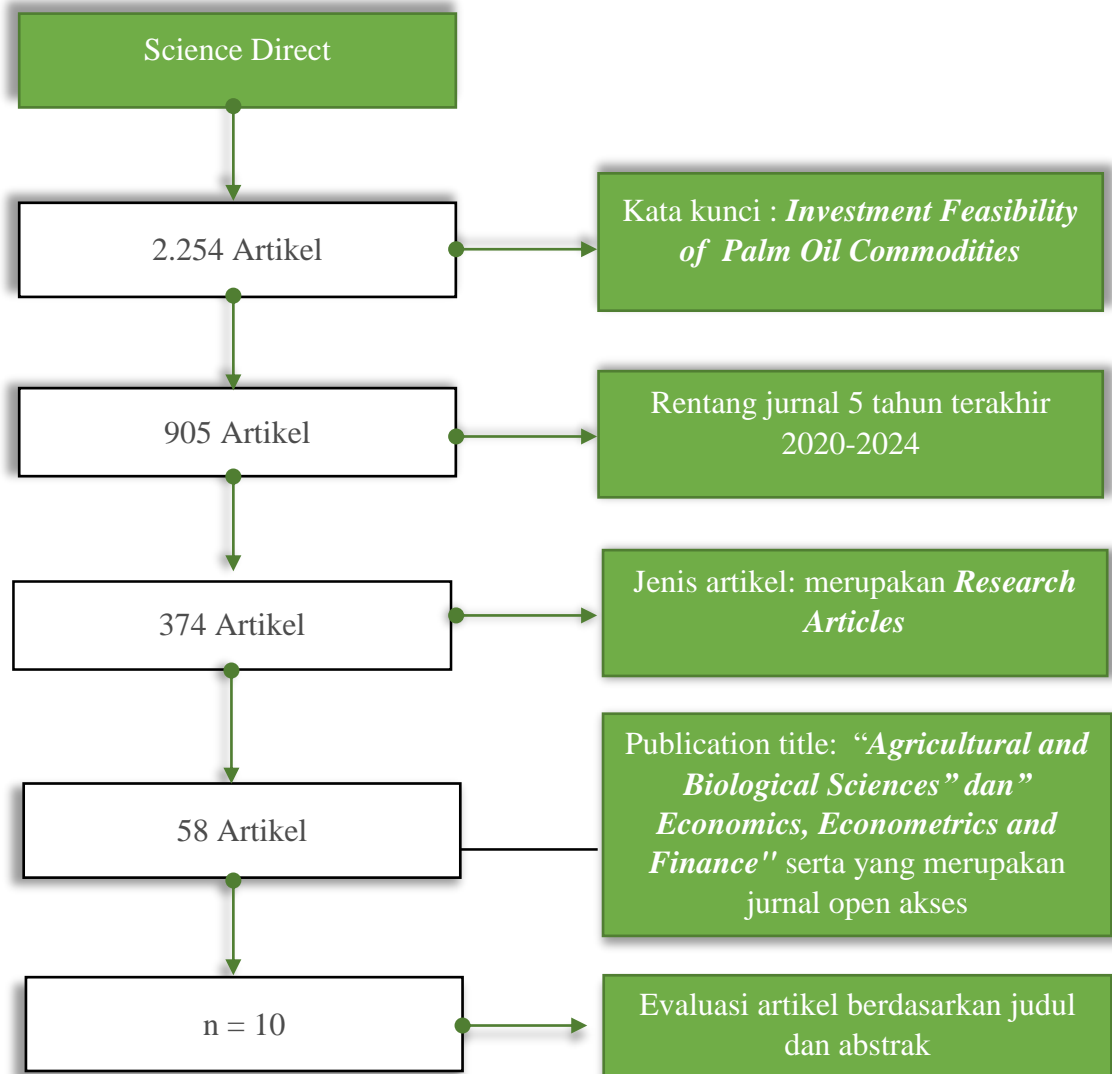 Science Direct
2.254 Artikel
Kata kunci : Investment Feasibility
of Palm Oil Commodities
905 Artikel
Rentang jurnal 5 tahun terakhir
2020-2024
374 Artikel
Jenis artikel: merupakan Research
Articles
58 Artikel
Publication title: “Agricultural and
Biological Sciences” dan”
Economics, Econometrics and
Finance" serta yang merupakan
jurnal open akses
n = 10
Evaluasi artikel berdasarkan judul
dan abstrak